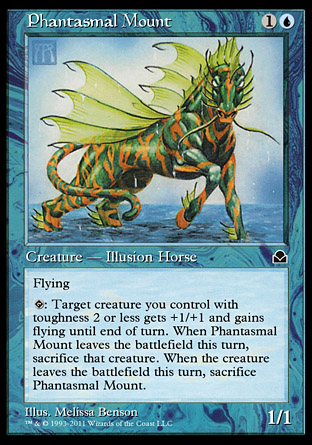 Phantasmal Mount 1
Creature — Illusion Horse
Flying
: Target creature you control with
toughness 2 or less gets +1/+1 and gains
flying until end of turn. When Phantasmal
Mount leaves the battlefield this turn,
sacrifice that creature. When the creature
leaves the battlefield this turn, sacrifice
Phantasmal Mount.
Illus. Melissa Benson
™ & © 1993-2011 Wizards of the Coast LLC
1/1